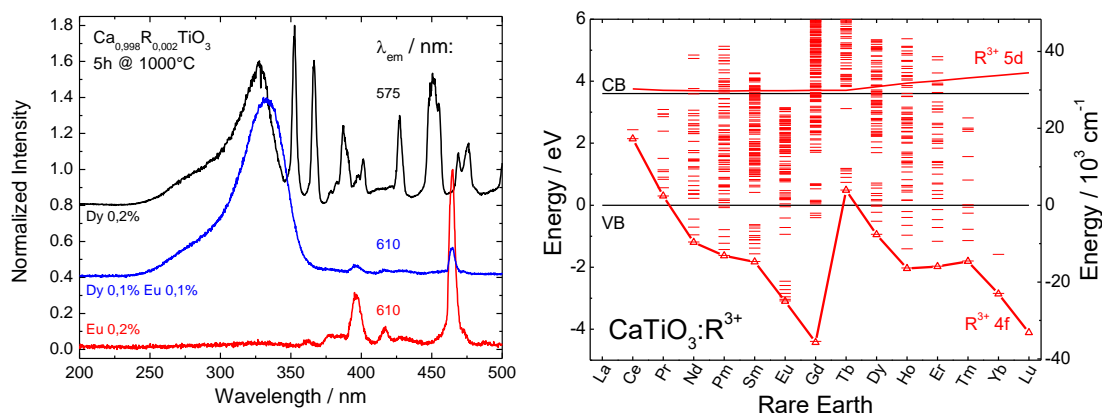 1.8
1.6
1.4
1.2
1.0
0.8
0.6
0.4
0.2
0.0
Normalized Intensity
Ca0,998R0,002TiO3
5h @ 1000°C
λem / nm:
575
Dy 0,2%
610
Dy 0,1% Eu 0,1%
610
Eu 0,2%
200 250 300 350 400 450 500
Wavelength / nm
6
4
2
0
-2
-4
Energy / eV
CB
VB
R3+ 5d
R3+ 4f
CaTiO3:R3+
40
20
0
-20
-40
Energy / 10³ cm⁻¹
La Ce Pr Nd Pm Sm Eu Gd Tb Dy Ho Er Tm Yb Lu
Rare Earth